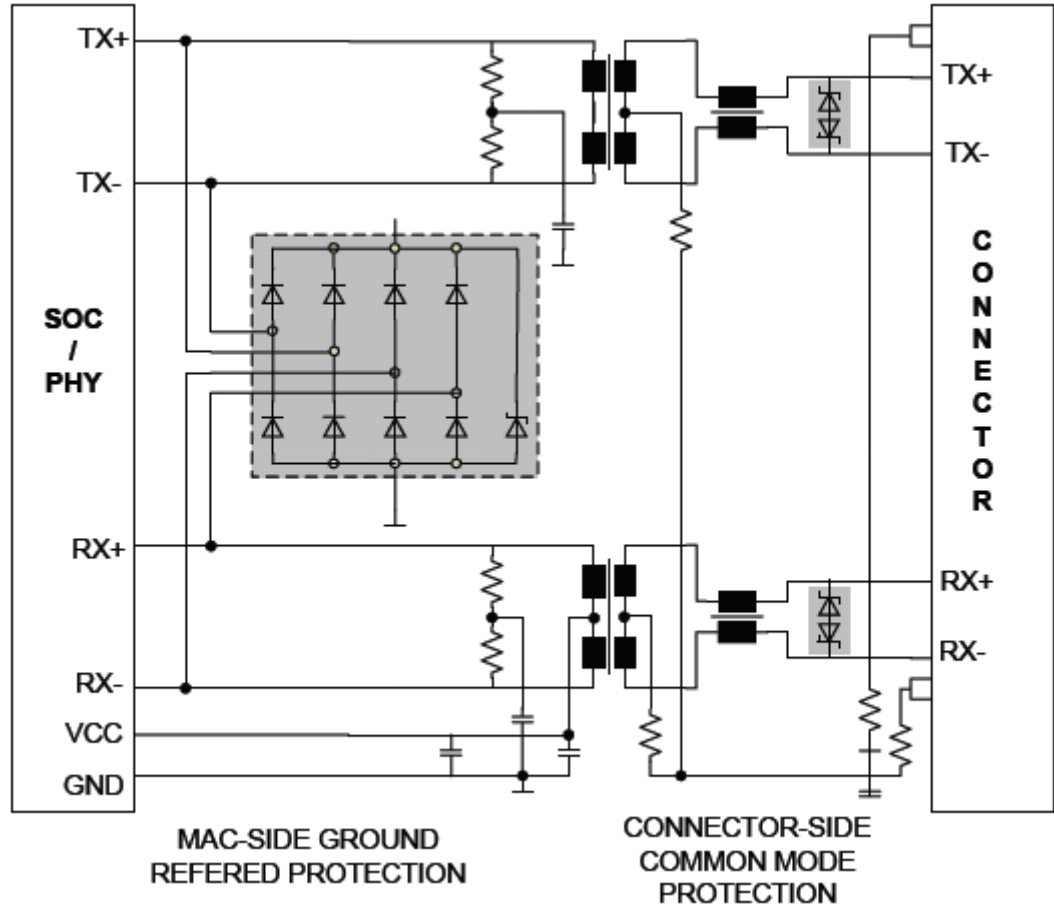 TX+
TX-
SOC
/
PHY
RX+
RX-
VCC
GND
TX+
TX-
CONNECTOR
RX+
RX-
MAC-SIDE GROUND
REFERED PROTECTION
CONNECTOR-SIDE
COMMON MODE
PROTECTION